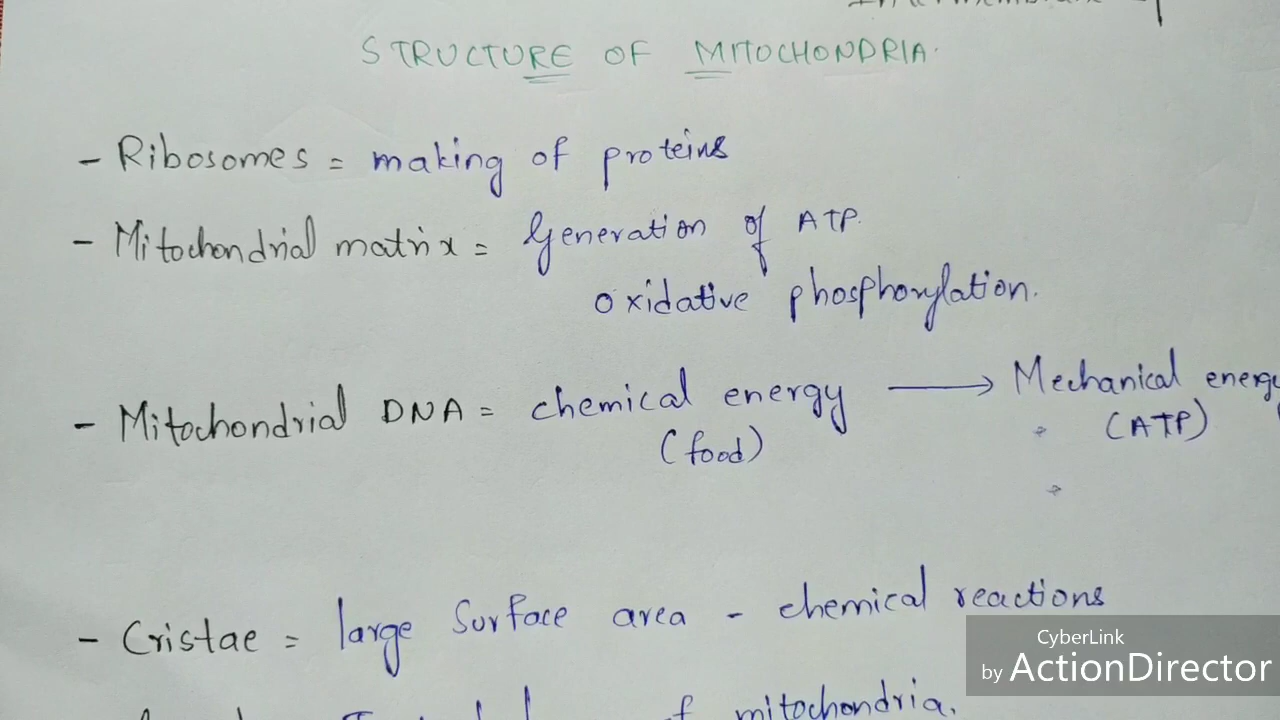 STRUCTURE OF MITOCHONDRIA.
- Ribosomes = making of proteins
- Mitochondrial matrix = Generation of ATP.
oxidative phosphorylation.
- Mitochondrial DNA = chemical energy ⟶ Mechanical energy
(food) (ATP)
- Cristae = large surface area - chemical reactions
mitochondria.
CyberLink
by ActionDirector